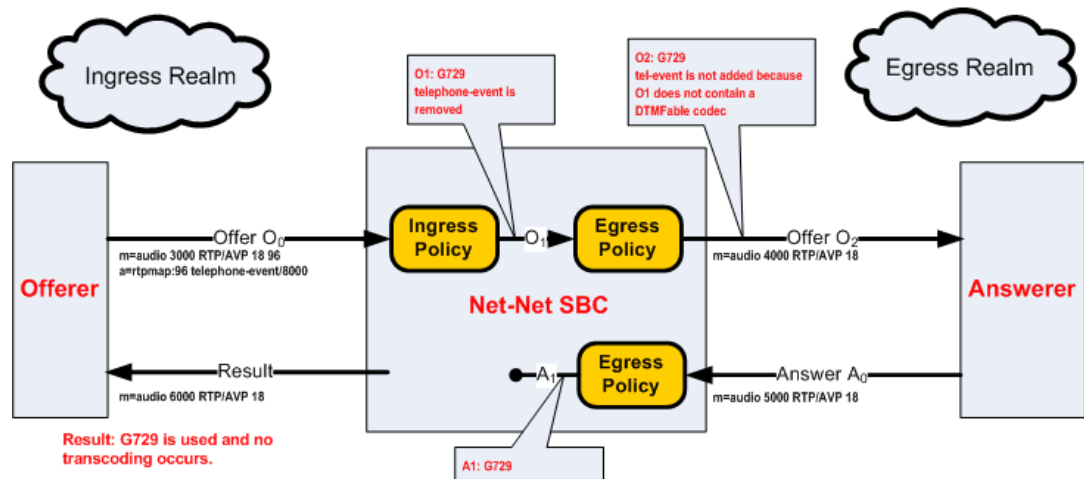 Ingress Realm
O1: G729
telephone-event is
removed
O2: G729
tel-event is not added because
O1 does not contain a
DTMFable codec
Egress Realm
Offerer
Offer O0
m=audio 3000 RTP/AVP 18 96
a=rtpmap:96 telephone-event/8000
Ingress
Policy
O1
Egress
Policy
Offer O2
m=audio 4000 RTP/AVP 18
Net-Net SBC
Answerer
Result
m=audio 6000 RTP/AVP 18
A1
Egress
Policy
Answer A0
m=audio 5000 RTP/AVP 18
Result: G729 is used and no
transcoding occurs.
A1: G729